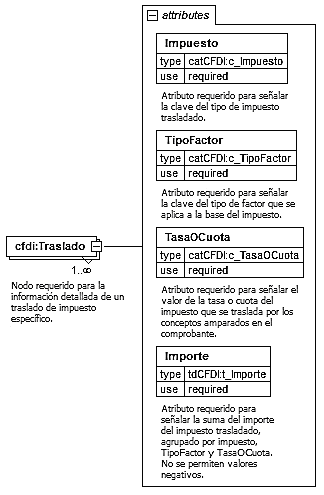 attributes
Impuesto
type catCFDI:c_Impuesto
use required
Atributo requerido para señalar
la clave del tipo de impuesto
trasladado.
TipoFactor
type catCFDI:c_TipoFactor
use required
Atributo requerido para señalar
la clave del tipo de factor que se
aplica a la base del impuesto.
cfdi:Traslado
1..∞
Nodo requerido para la
información detallada de un
traslado de impuesto
específico.
TasaOCuota
type catCFDI:c_TasaOCuota
use required
Atributo requerido para señalar el
valor de la tasa o cuota del
impuesto que se traslada por los
conceptos amparados en el
comprobante.
Importe
type tdCFDI:t_Importe
use required
Atributo requerido para
señalar la suma del importe
del impuesto trasladado,
agrupado por impuesto,
TipoFactor y TasaOCuota.
No se permiten valores
negativos.